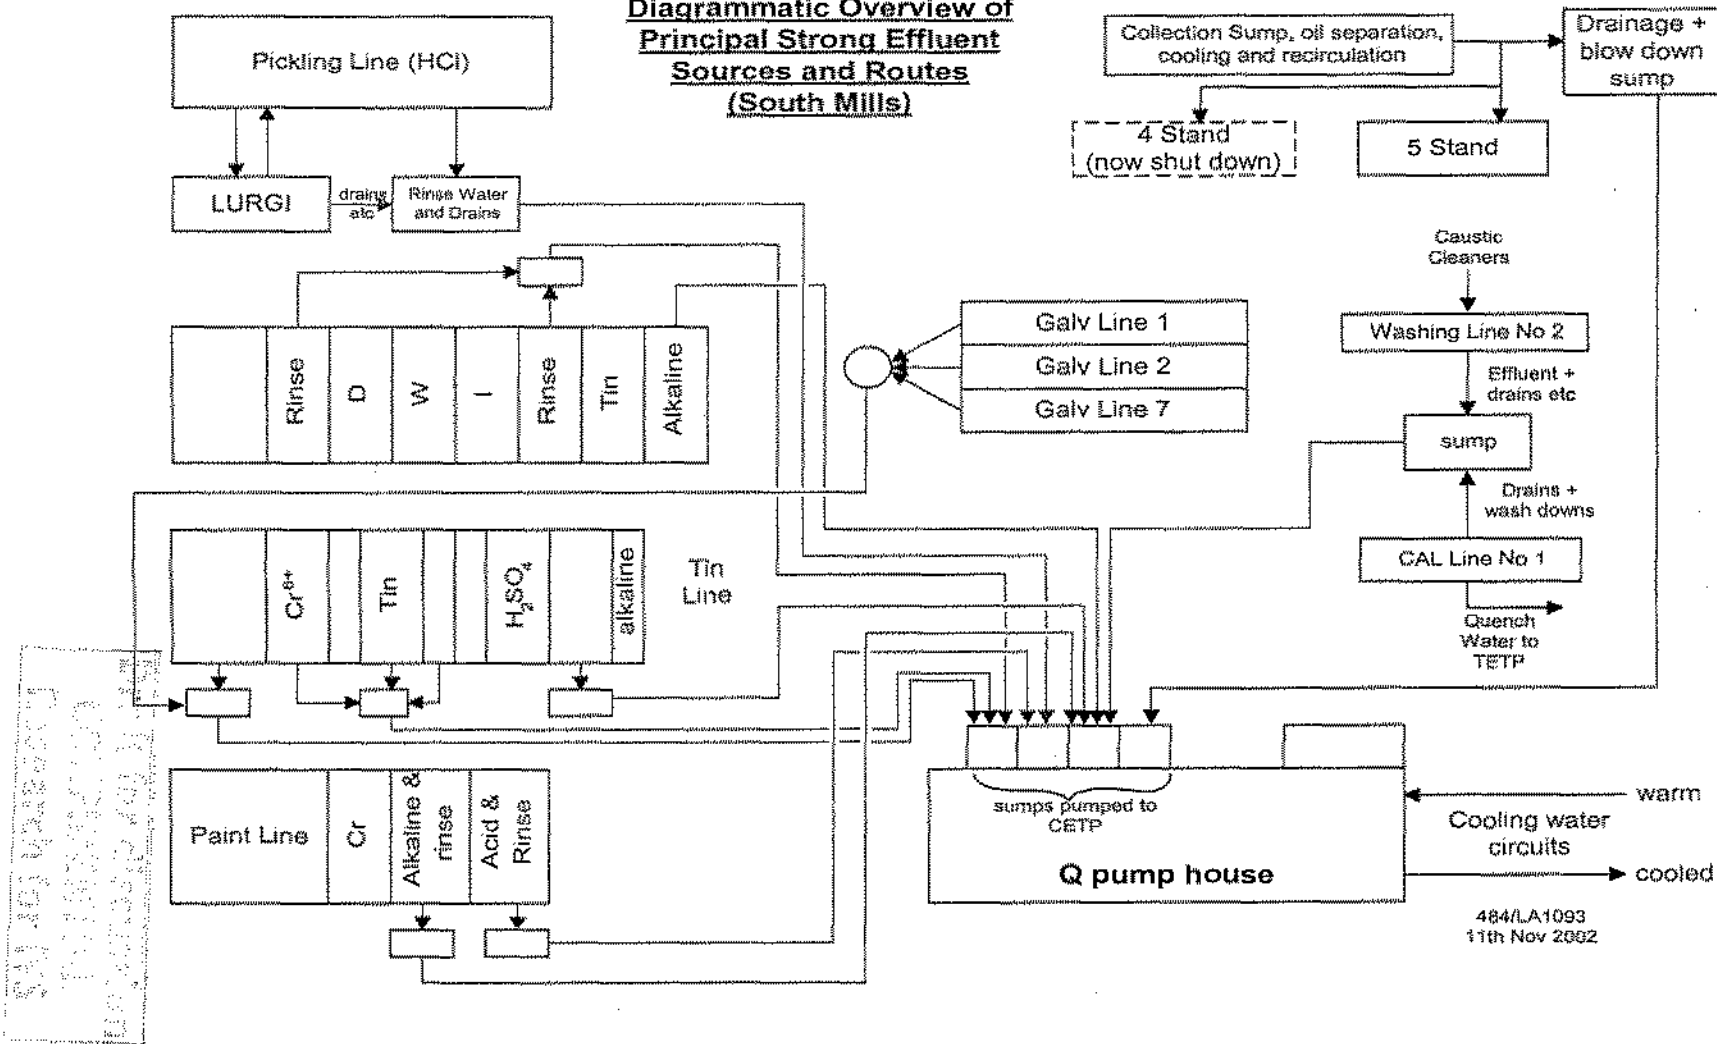 Diagrammatic Overview of
Principal Strong Effluent
Sources and Routes
(South Mills)
Pickling Line (HCl)
LURGI
drains
etc
Rinse Water
and Drains
Collection Sump, oil separation,
cooling and recirculation
Drainage +
blow down
sump
4 Stand
(now shut down)
5 Stand
Rinse
D
W
I
Rinse
Tin
Alkaline
Galv Line 1
Galv Line 2
Galv Line 7
Caustic
Cleaners
Washing Line No 2
Effluent +
drains etc
sump
Drains +
wash downs
CAL Line No 1
Quench
Water to
TETP
Cr6+
Tin
H2SO4
alkaline
Tin
Line
Paint Line
Cr
Alkaline &
rinse
Acid &
Rinse
sumps pumped to
CETP
Q pump house
warm
Cooling water
circuits
cooled
484/LA1093
11th Nov 2002